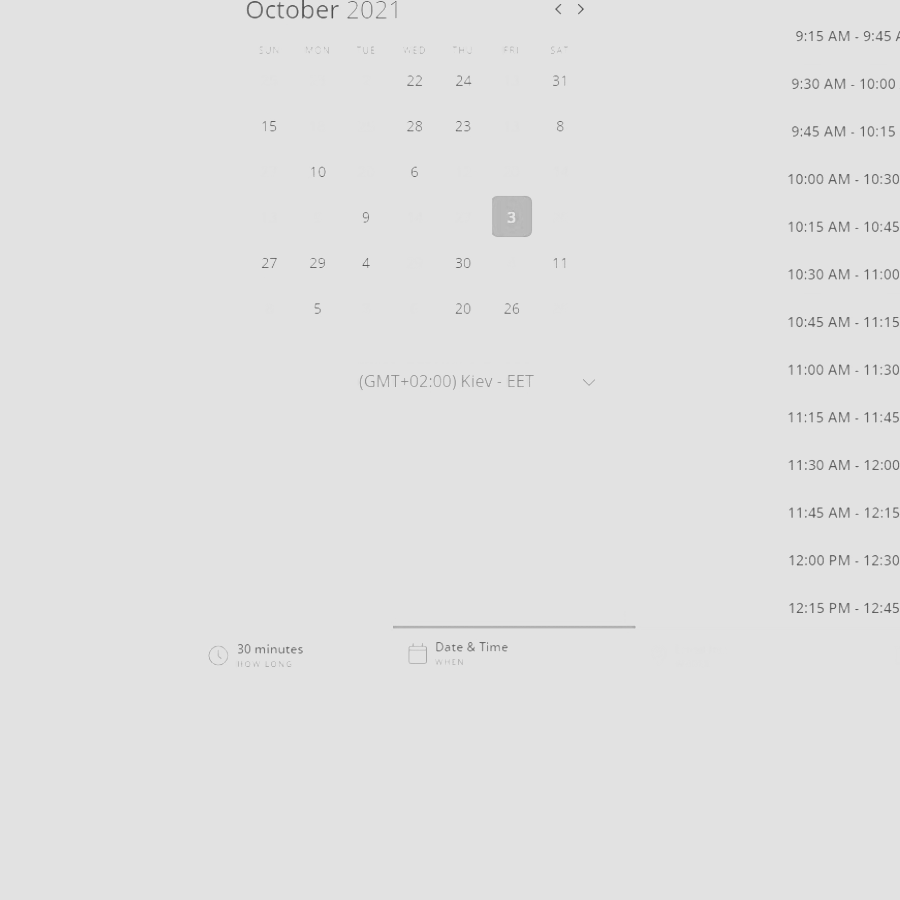 October 2021
SUN MON TUE WED THU FRI SAT
22 24 31
15 28 23 8
10 6
9 3
27 29 4 30 11
5 20 26
(GMT+02:00) Kiev - EET
30 minutes
HOW LONG
Date & Time
WHEN
9:15 AM - 9:45 A
9:30 AM - 10:00
9:45 AM - 10:15
10:00 AM - 10:30
10:15 AM - 10:45
10:30 AM - 11:00
10:45 AM - 11:15
11:00 AM - 11:30
11:15 AM - 11:45
11:30 AM - 12:00
11:45 AM - 12:15
12:00 PM - 12:30
12:15 PM - 12:45